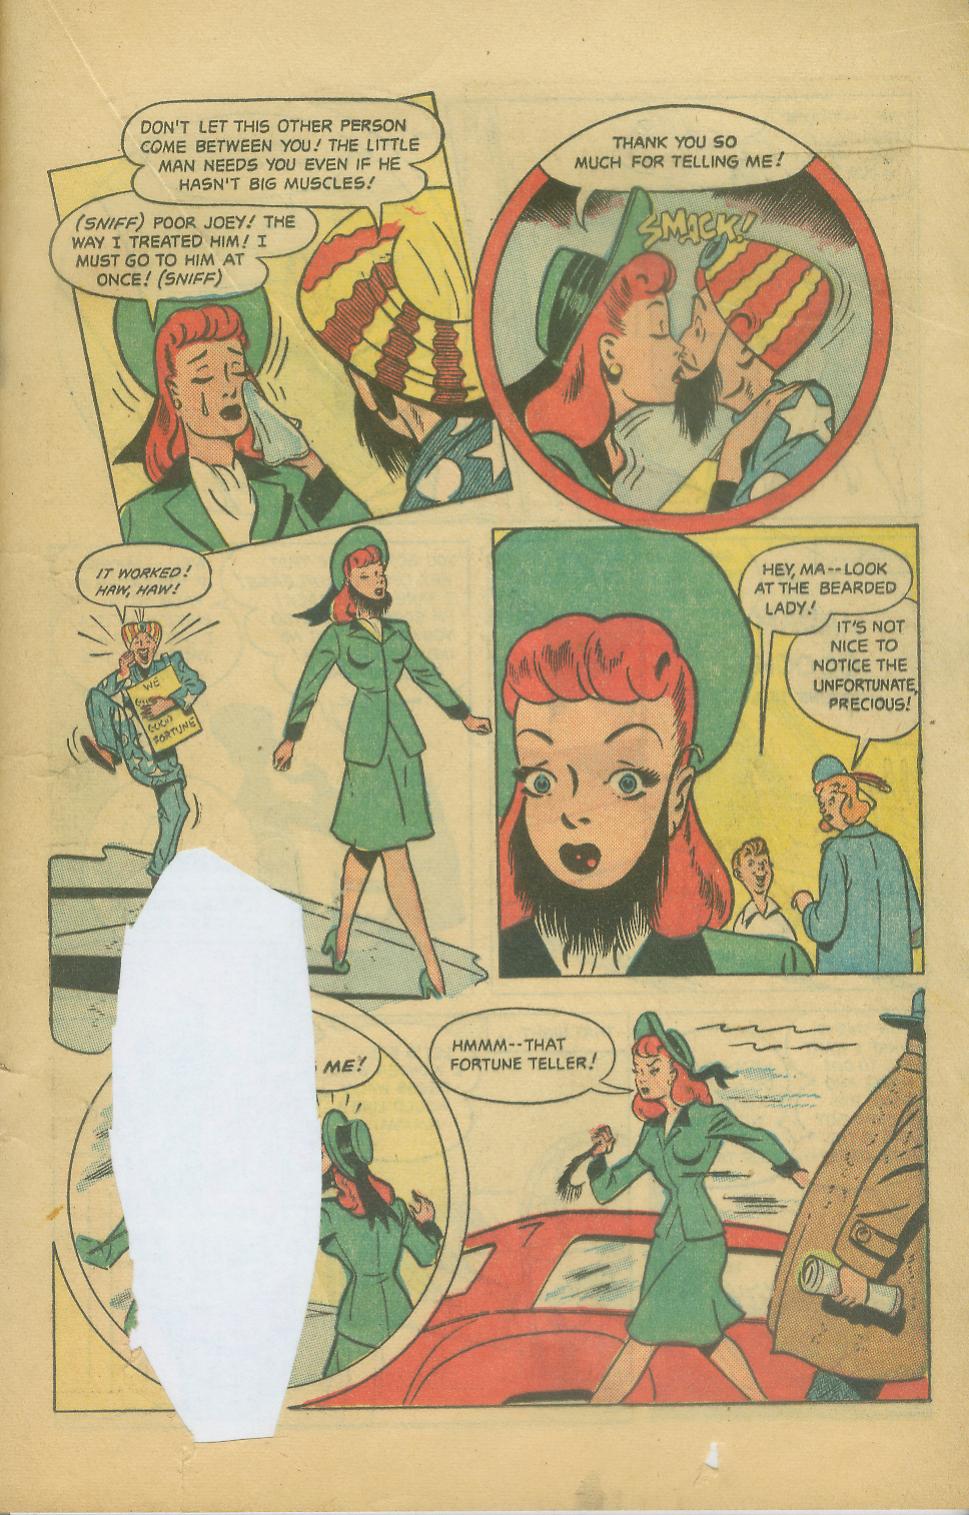 DON'T LET THIS OTHER PERSON
COME BETWEEN YOU! THE LITTLE
MAN NEEDS YOU EVEN IF HE
HASN'T BIG MUSCLES!
(SNIFF) POOR JOEY! THE
WAY I TREATED HIM! I
MUST GO TO HIM AT
ONCE! (SNIFF)
THANK YOU SO
MUCH FOR TELLING ME!
SMACK!
IT WORKED!
HAW, HAW!
WE
GOOD
FORTUNE
HEY, MA--LOOK
AT THE BEARDED
LADY!
IT'S NOT
NICE TO
NOTICE THE
UNFORTUNATE,
PRECIOUS!
ME!
HMMM--THAT
FORTUNE TELLER!